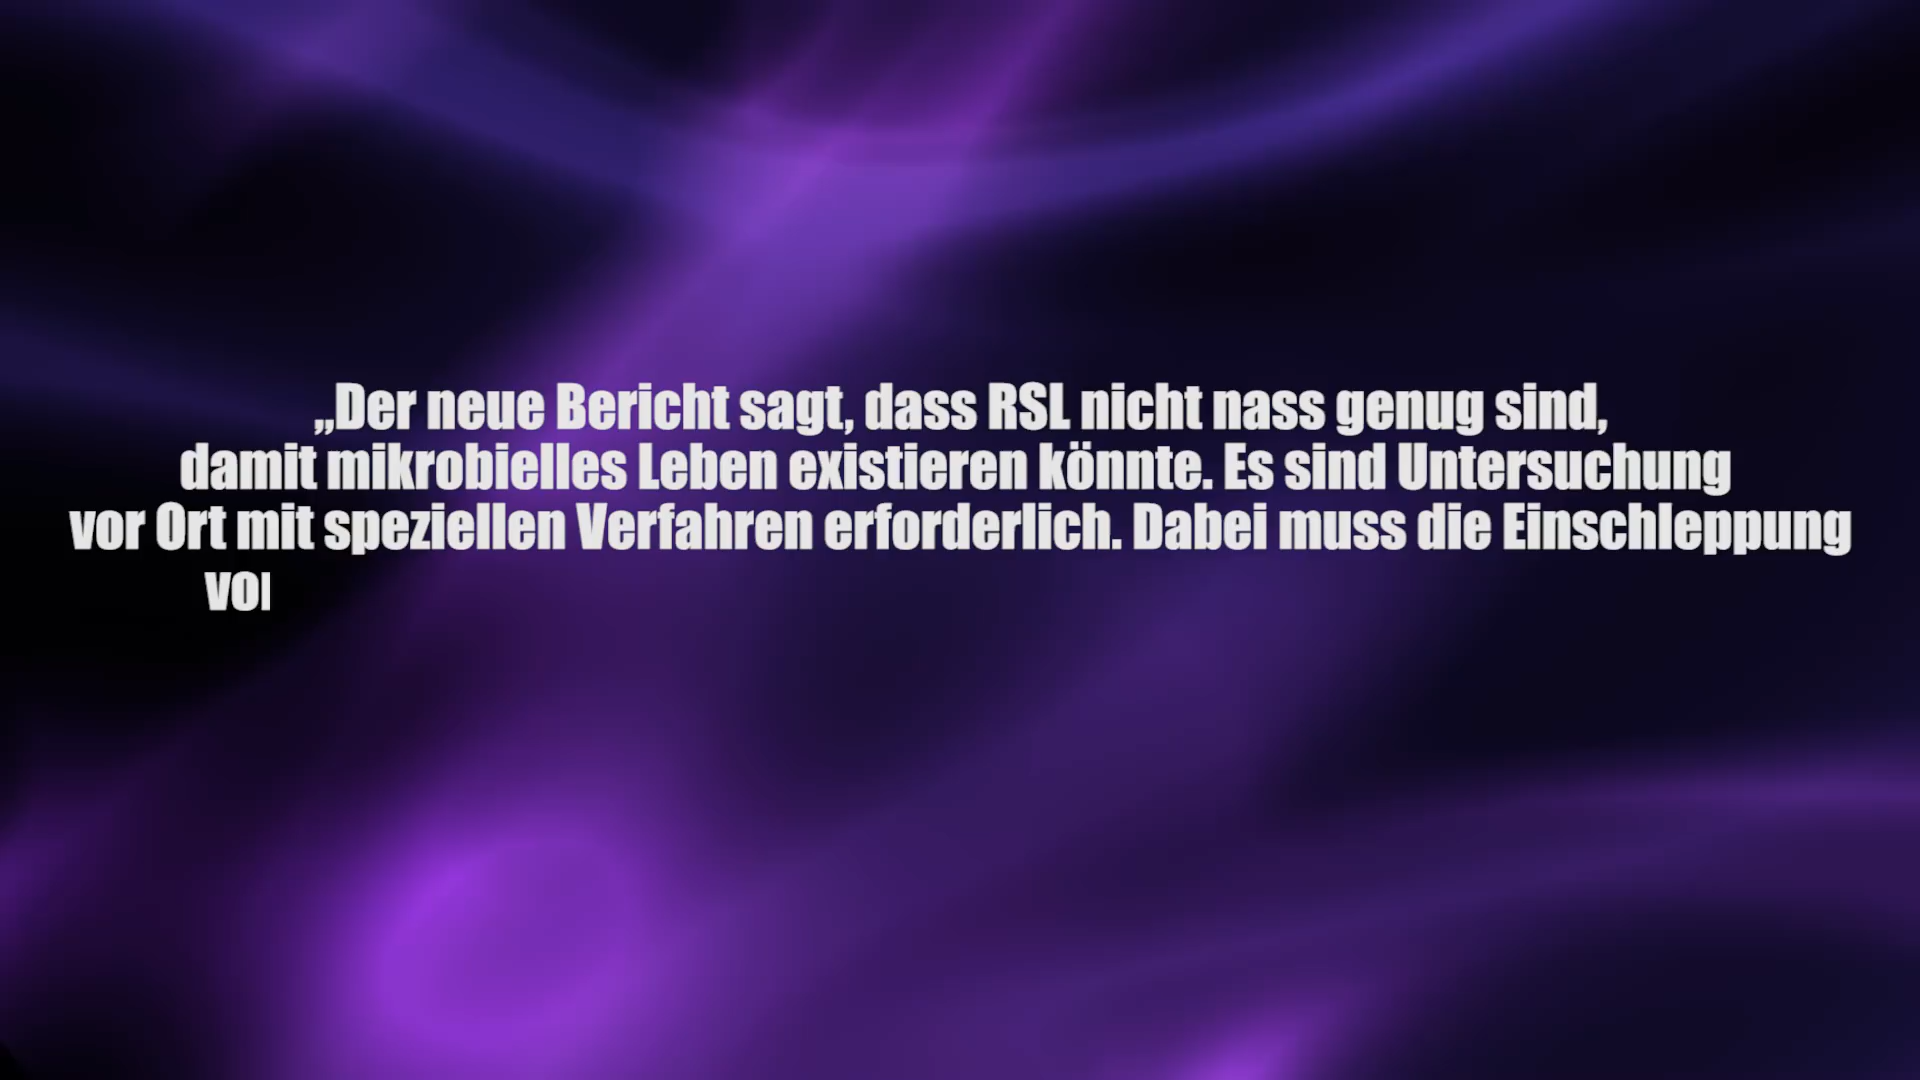 „Der neue Bericht sagt, dass RSL nicht nass genug sind,
damit mikrobielles Leben existieren könnte. Es sind Untersuchung
vor Ort mit speziellen Verfahren erforderlich. Dabei muss die Einschleppung